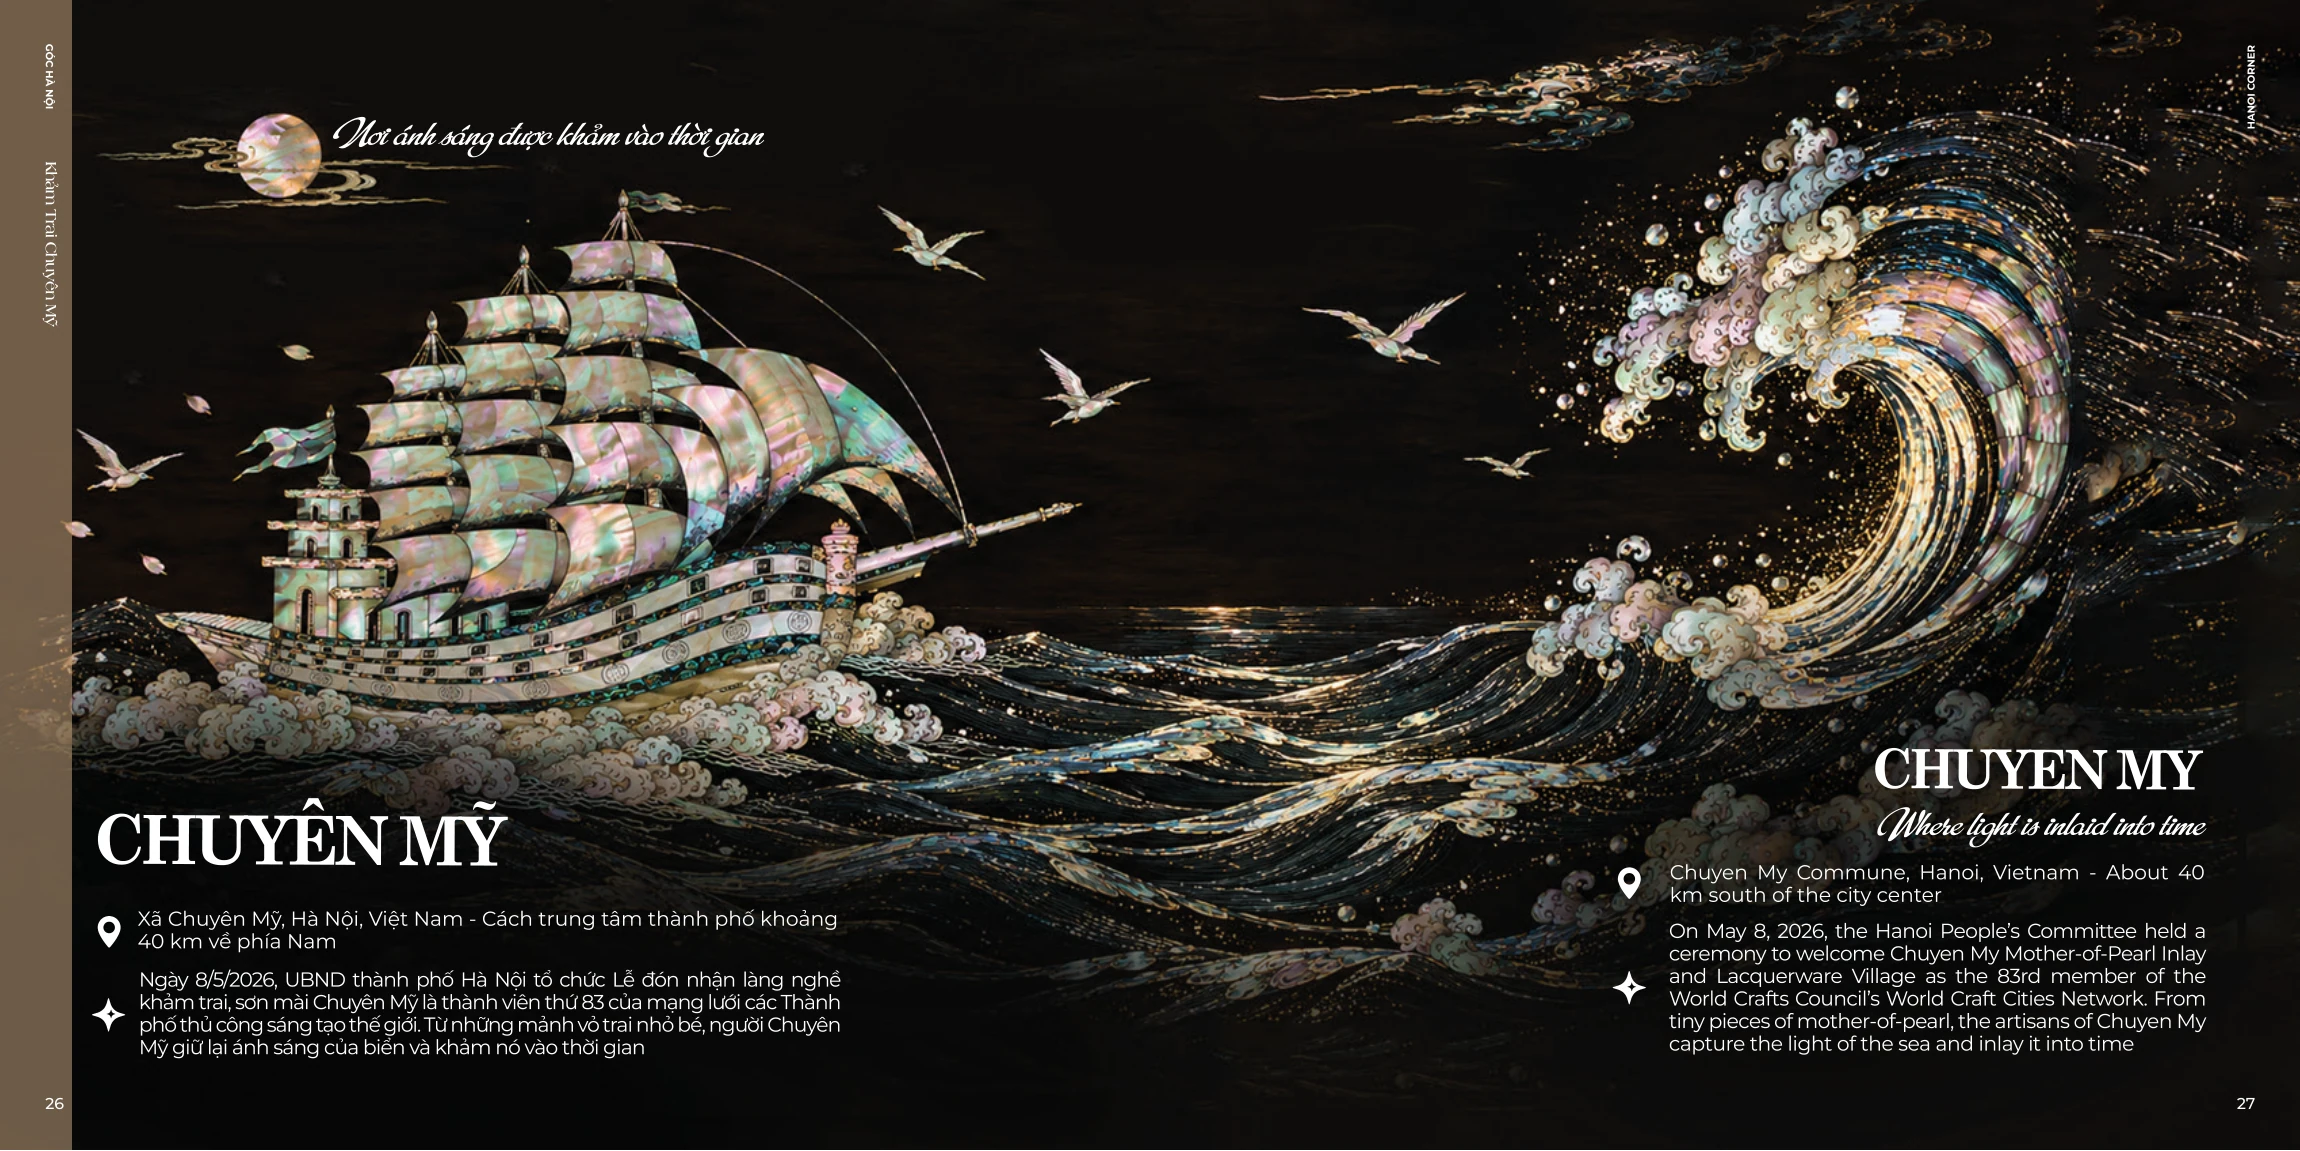 GÓC HÀ NỘI
Khảm Trai Chuyên Mỹ
Nơi ánh sáng được khảm vào thời gian
CHUYÊN MỸ
Xã Chuyên Mỹ, Hà Nội, Việt Nam - Cách trung tâm thành phố khoảng
40 km về phía Nam
Ngày 8/5/2026, UBND thành phố Hà Nội tổ chức Lễ đón nhận làng nghề
khảm trai, sơn mài Chuyên Mỹ là thành viên thứ 83 của mạng lưới các Thành
phố thủ công sáng tạo thế giới. Từ những mảnh vỏ trai nhỏ bé, người Chuyên
Mỹ giữ lại ánh sáng của biển và khảm nó vào thời gian
26
HANOI CORNER
CHUYEN MY
Where light is inlaid into time
Chuyen My Commune, Hanoi, Vietnam - About 40
km south of the city center
On May 8, 2026, the Hanoi People’s Committee held a
ceremony to welcome Chuyen My Mother-of-Pearl Inlay
and Lacquerware Village as the 83rd member of the
World Crafts Council’s World Craft Cities Network. From
tiny pieces of mother-of-pearl, the artisans of Chuyen My
capture the light of the sea and inlay it into time
27